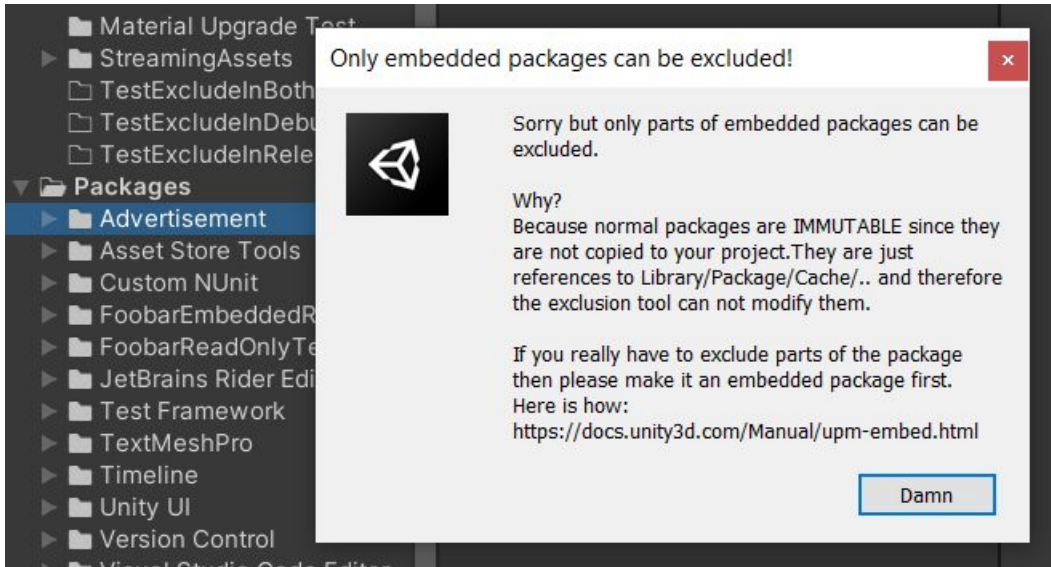 Material Upgrade Test
StreamingAssets
TestExcludeInBoth
TestExcludeInDebu
TestExcludeInRele
Packages
Advertisement
Asset Store Tools
Custom NUnit
FoobarEmbeddedR
FoobarReadOnlyTe
JetBrains Rider Edi
Test Framework
TextMeshPro
Timeline
Unity UI
Version Control
Visual Studio Code Editor
Only embedded packages can be excluded!
Sorry but only parts of embedded packages can be
excluded.
Why?
Because normal packages are IMMUTABLE since they
are not copied to your project.They are just
references to Library/Package/Cache/.. and therefore
the exclusion tool can not modify them.
If you really have to exclude parts of the package
then please make it an embedded package first.
Here is how:
https://docs.unity3d.com/Manual/upm-embed.html
Damn